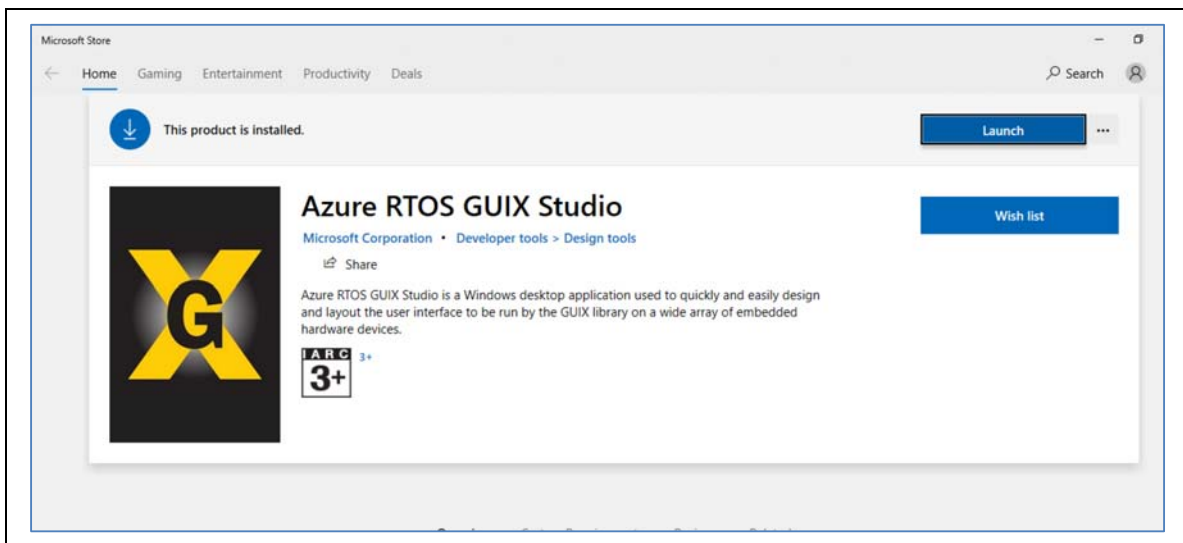 Microsoft Store
Home Gaming Entertainment Productivity Deals Search
This product is installed.
Launch
Azure RTOS GUIX Studio
Wish list
Microsoft Corporation • Developer tools > Design tools
Share
Azure RTOS GUIX Studio is a Windows desktop application used to quickly and easily design
and layout the user interface to be run by the GUIX library on a wide array of embedded
hardware devices.
IARC
3+
3+
X
G